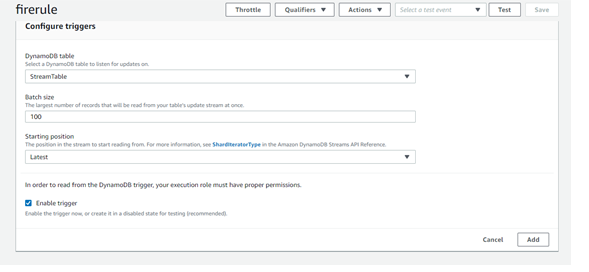 firerule
Throttle
Qualifiers
Actions
Select a test event
Test
Save
Configure triggers
DynamoDB table
Select a DynamoDB table to listen for updates on.
StreamTable
Batch size
The largest number of records that will be read from your table's update stream at once.
100
Starting position
The position in the stream to start reading from. For more information, see ShardIteratorType in the Amazon DynamoDB Streams API Reference.
Latest
In order to read from the DynamoDB trigger, your execution role must have proper permissions.
Enable trigger
Enable the trigger now, or create it in a disabled state for testing (recommended).
Cancel
Add